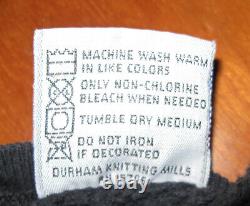 MACHINE WASH WARM
IN LIKE COLORS
ONLY NON-CHLORINE
BLEACH WHEN NEEDED
TUMBLE DRY MEDIUM
DO NOT IRON
IF DECORATED
DURHAM KNITTING MILLS